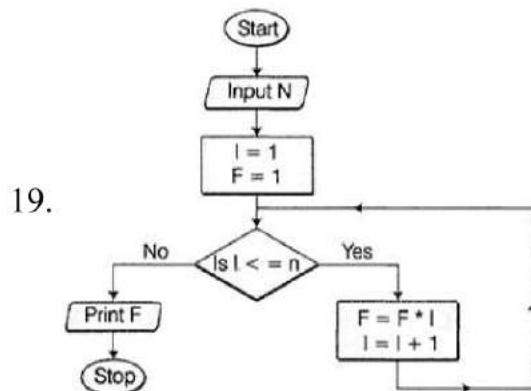 Start
Input N
I = 1
F = 1
19.
No
Is I < = n
Yes
Print F
F = F * I
I = I + 1
Stop